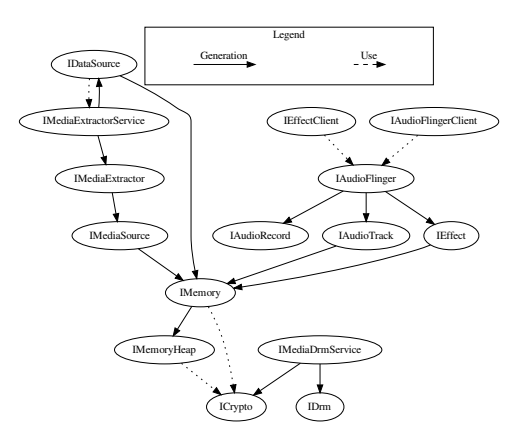 Legend
Generation
Use
IDataSource
IMediaExtractorService
IEffectClient
IAudioFlingerClient
IMediaExtractor
IAudioFlinger
IMediaSource
IAudioRecord
IAudioTrack
IEffect
IMemory
IMemoryHeap
IMediaDrmService
ICrypto
IDrm